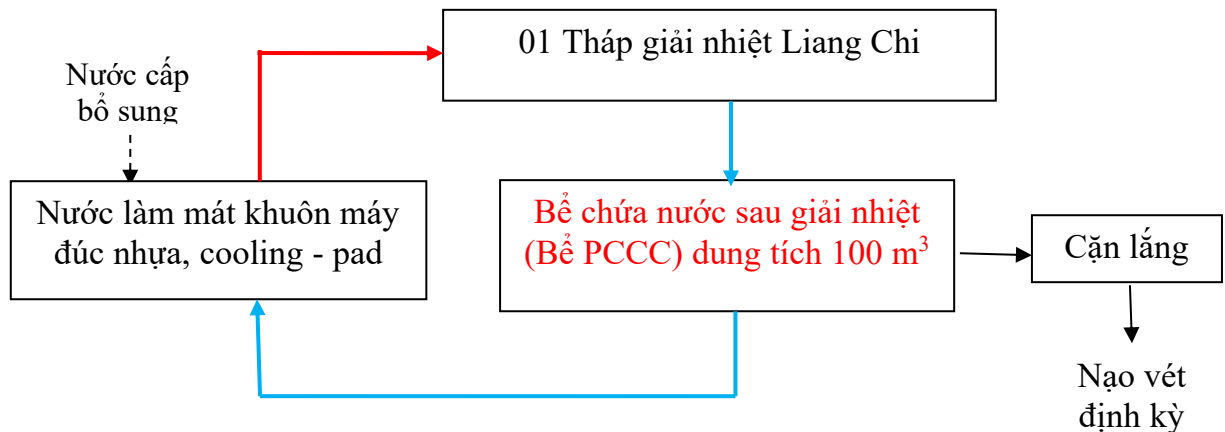 01 Tháp giải nhiệt Liang Chi
Nước cấp
bổ sung
Nước làm mát khuôn máy
đúc nhựa, cooling - pad
Bể chứa nước sau giải nhiệt
(Bể PCCC) dung tích 100 m³
Cặn lắng
Nạo vét
định kỳ